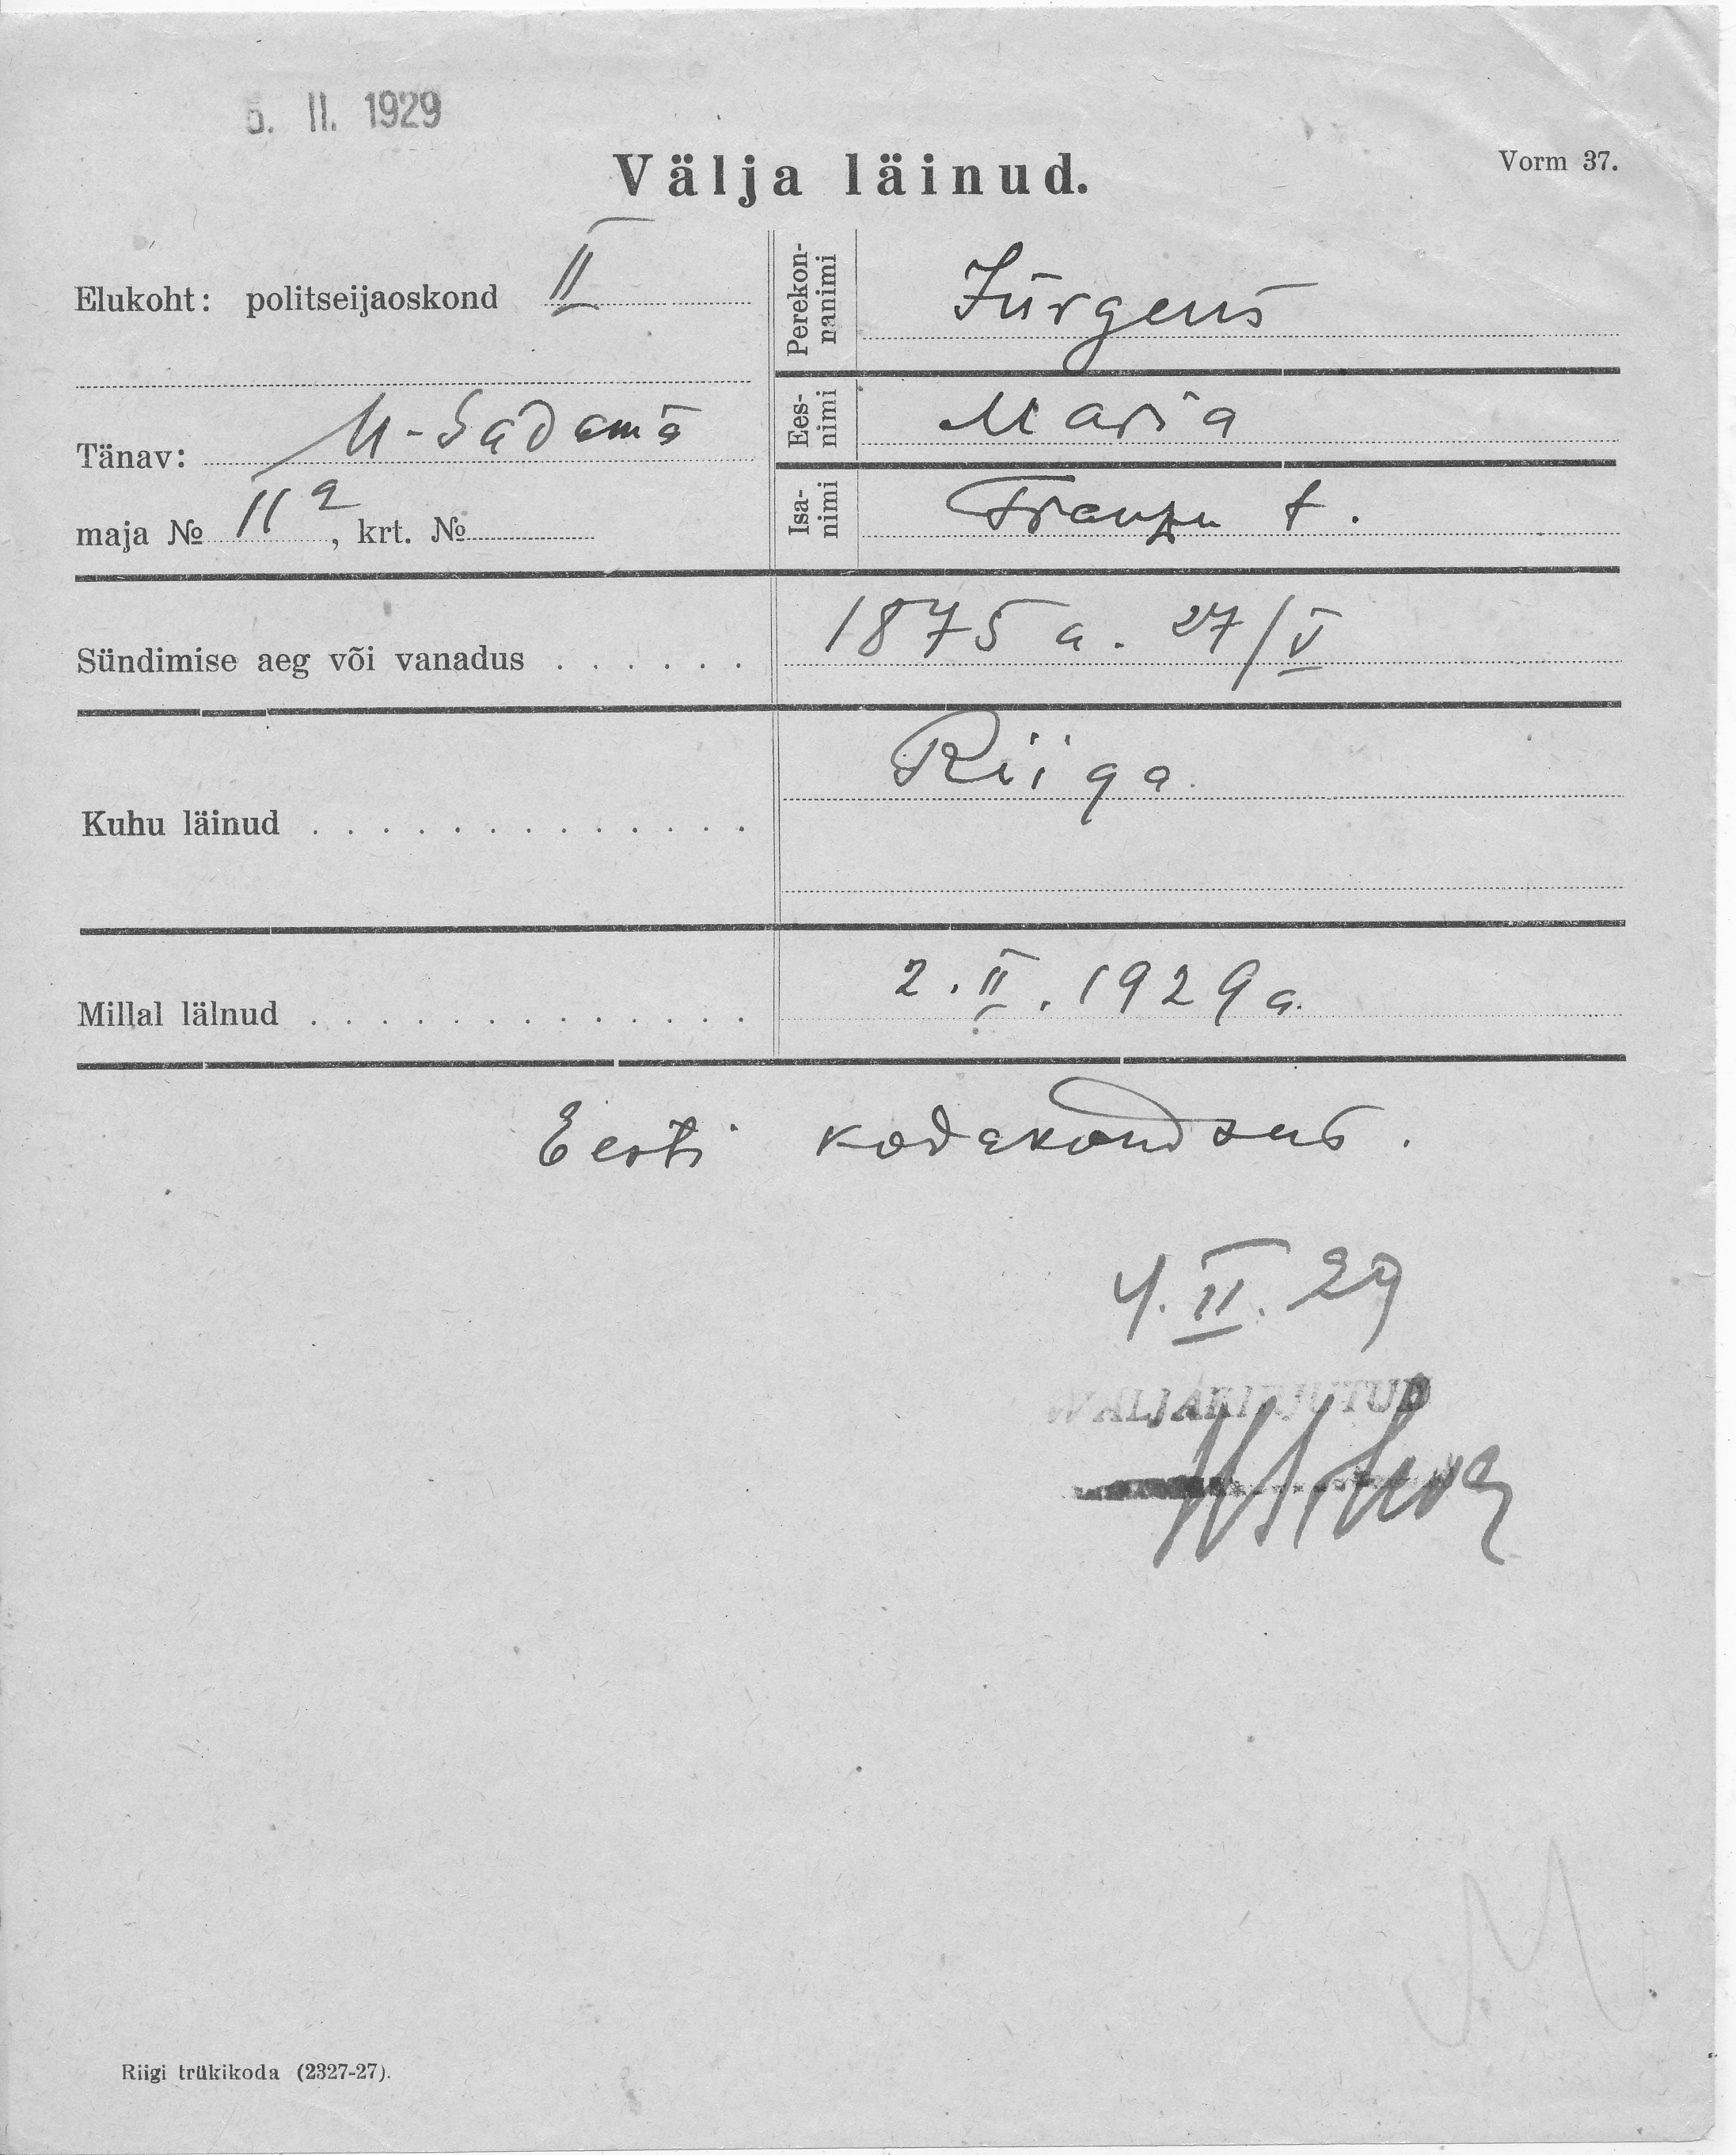 5. II. 1929
Välja läinud.
Vorm 37.
Elukoht: politseijaoskond II
Tänav: U-Sadama
maja № 11ª, krt. №
Perekon-
nanimi
Jürgens
Ees-
nimi
Maria
Isa-
nimi
Franzu t.
Sündimise aeg või vanadus 1875 a. 27/V
Kuhu läinud Riiga.
Millal lälnud 2. II. 1929 a.
Eesti kodakondsus.
4. II. 29
WÄLJAKIRJUTUD
Riigi trükikoda (2327-27).